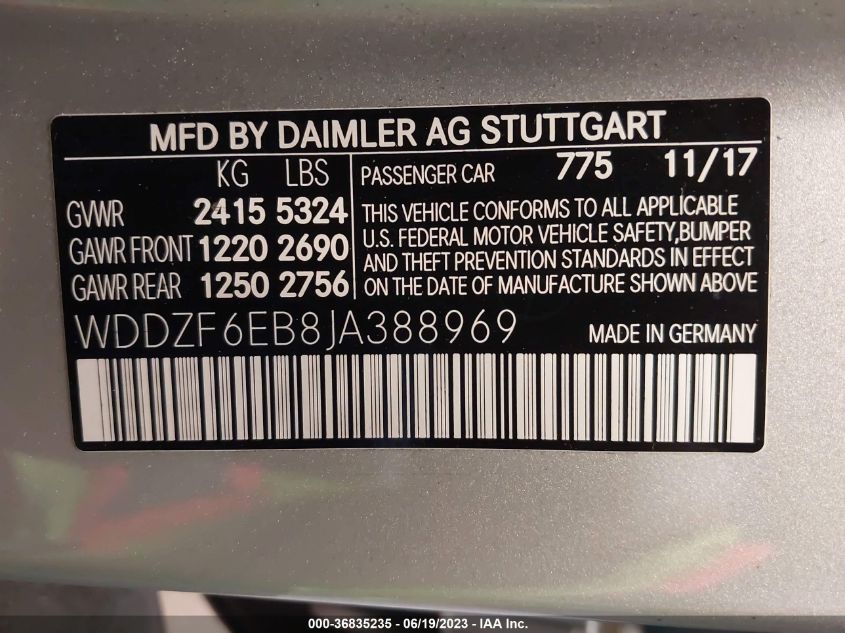 MFD BY DAIMLER AG STUTTGART
KG LBS
GVWR 2415 5324
GAWR FRONT 1220 2690
GAWR REAR 1250 2756
PASSENGER CAR 775 11/17
THIS VEHICLE CONFORMS TO ALL APPLICABLE
U.S. FEDERAL MOTOR VEHICLE SAFETY,BUMPER
AND THEFT PREVENTION STANDARDS IN EFFECT
ON THE DATE OF MANUFACTURE SHOWN ABOVE
WDDZF6EB8JA388969 MADE IN GERMANY
000-36835235 - 06/19/2023 - IAA Inc.